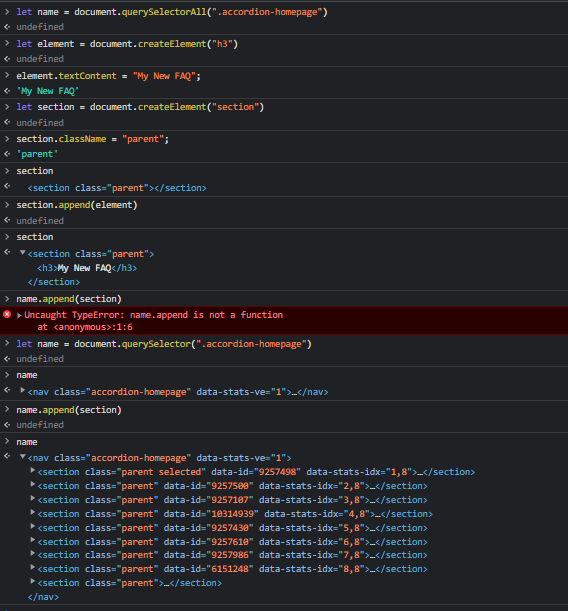 let name = document.querySelectorAll(".accordion-homepage")
undefined
let element = document.createElement("h3")
undefined
element.textContent = "My New FAQ";
'My New FAQ'
let section = document.createElement("section")
undefined
section.className = "parent";
'parent'
section
<section class="parent"></section>
section.append(element)
undefined
section
<section class="parent">
<h3>My New FAQ</h3>
</section>
name.append(section)
Uncaught TypeError: name.append is not a function
at <anonymous>:1:6
let name = document.querySelector(".accordion-homepage")
undefined
name
<nav class="accordion-homepage" data-stats-ve="1">…</nav>
name.append(section)
undefined
name
<nav class="accordion-homepage" data-stats-ve="1">
<section class="parent selected" data-id="9257498" data-stats-idx="1,8">…</section>
<section class="parent" data-id="9257500" data-stats-idx="2,8">…</section>
<section class="parent" data-id="9257107" data-stats-idx="3,8">…</section>
<section class="parent" data-id="10314939" data-stats-idx="4,8">…</section>
<section class="parent" data-id="9257430" data-stats-idx="5,8">…</section>
<section class="parent" data-id="9257610" data-stats-idx="6,8">…</section>
<section class="parent" data-id="9257986" data-stats-idx="7,8">…</section>
<section class="parent" data-id="6151248" data-stats-idx="8,8">…</section>
<section class="parent">…</section>
</nav>